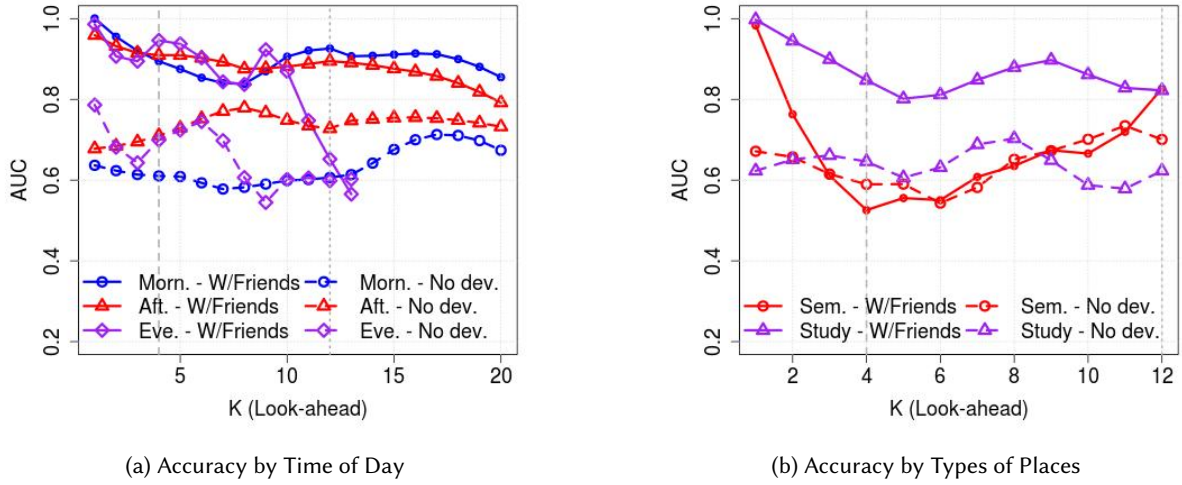 1.0
0.8
0.6
0.4
0.2
AUC
Morn. - W/Friends
Morn. - No dev.
Aft. - W/Friends
Aft. - No dev.
Eve. - W/Friends
Eve. - No dev.
5
10
15
20
K (Look-ahead)
(a) Accuracy by Time of Day
1.0
0.8
0.6
0.4
0.2
AUC
Sem. - W/Friends
Sem. - No dev.
Study - W/Friends
Study - No dev.
2
4
6
8
10
12
K (Look-ahead)
(b) Accuracy by Types of Places